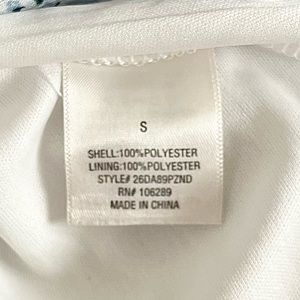 S
SHELL:100%POLYESTER
LINING:100%POLYESTER
STYLE# 26DA89PZND
RN# 106289
MADE IN CHINA